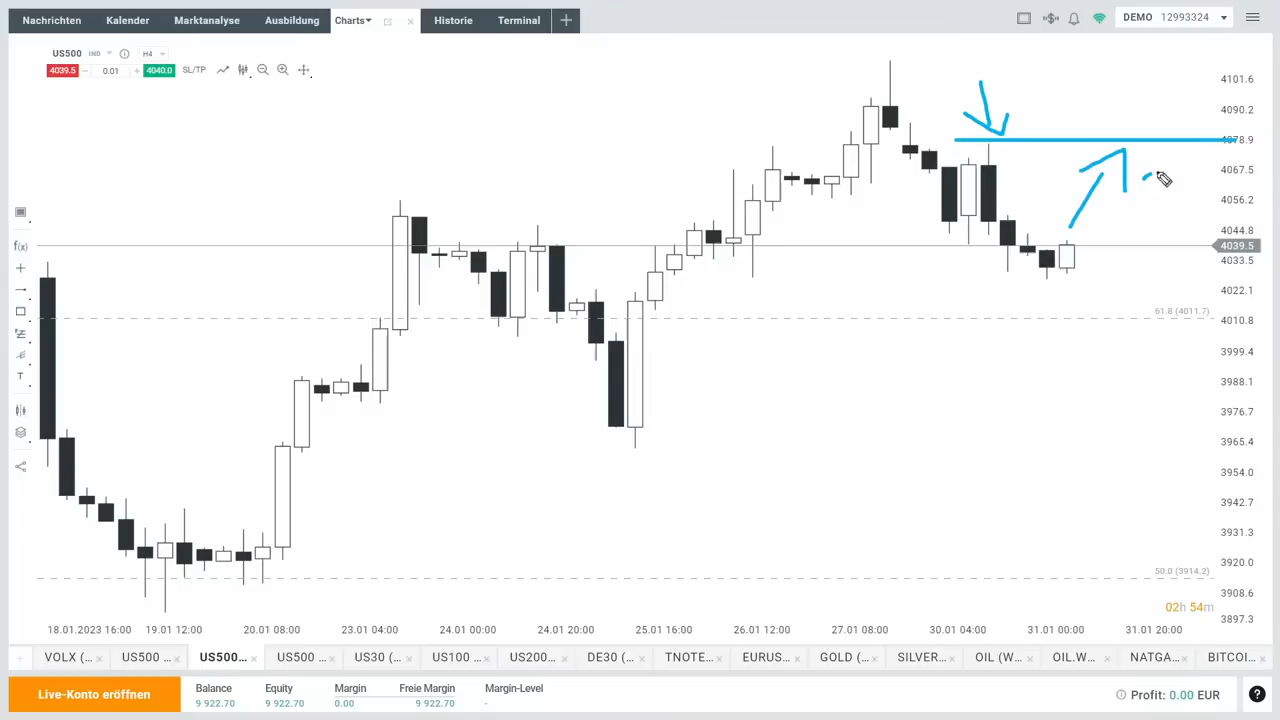 Nachrichten Kalender Marktanalyse Ausbildung Charts Historie Terminal
DEMO 12993324
US500 IND H4
4039.5 0.01 4040.0 SL/TP
4101.6
4090.2
4078.9
4067.5
4056.2
4044.8
4039.5
4033.5
4022.1
61.8 (4011.7)
4010.8
3999.4
3988.1
3976.7
3965.4
3954.0
3942.7
3931.3
3920.0
50.0 (3914.2)
3908.6
02h 54m
3897.3
f(x)
T
18.01.2023 16:00 19.01 12:00 20.01 08:00 23.01 04:00 24.01 00:00 24.01 20:00 25.01 16:00 26.01 12:00 27.01 08:00 30.01 04:00 31.01 00:00 31.01 20:00
VOLX (... US500 ... US500... US500 ... US30 (... US100 ... US200... DE30 (... TNOTE... EURUS... GOLD (... SILVER... OIL (W... OIL.W... NATGA... BITCOI...
Live-Konto eröffnen
Balance Equity Margin Freie Margin Margin-Level
9 922.70 9 922.70 0.00 9 922.70 -
Profit: 0.00 EUR